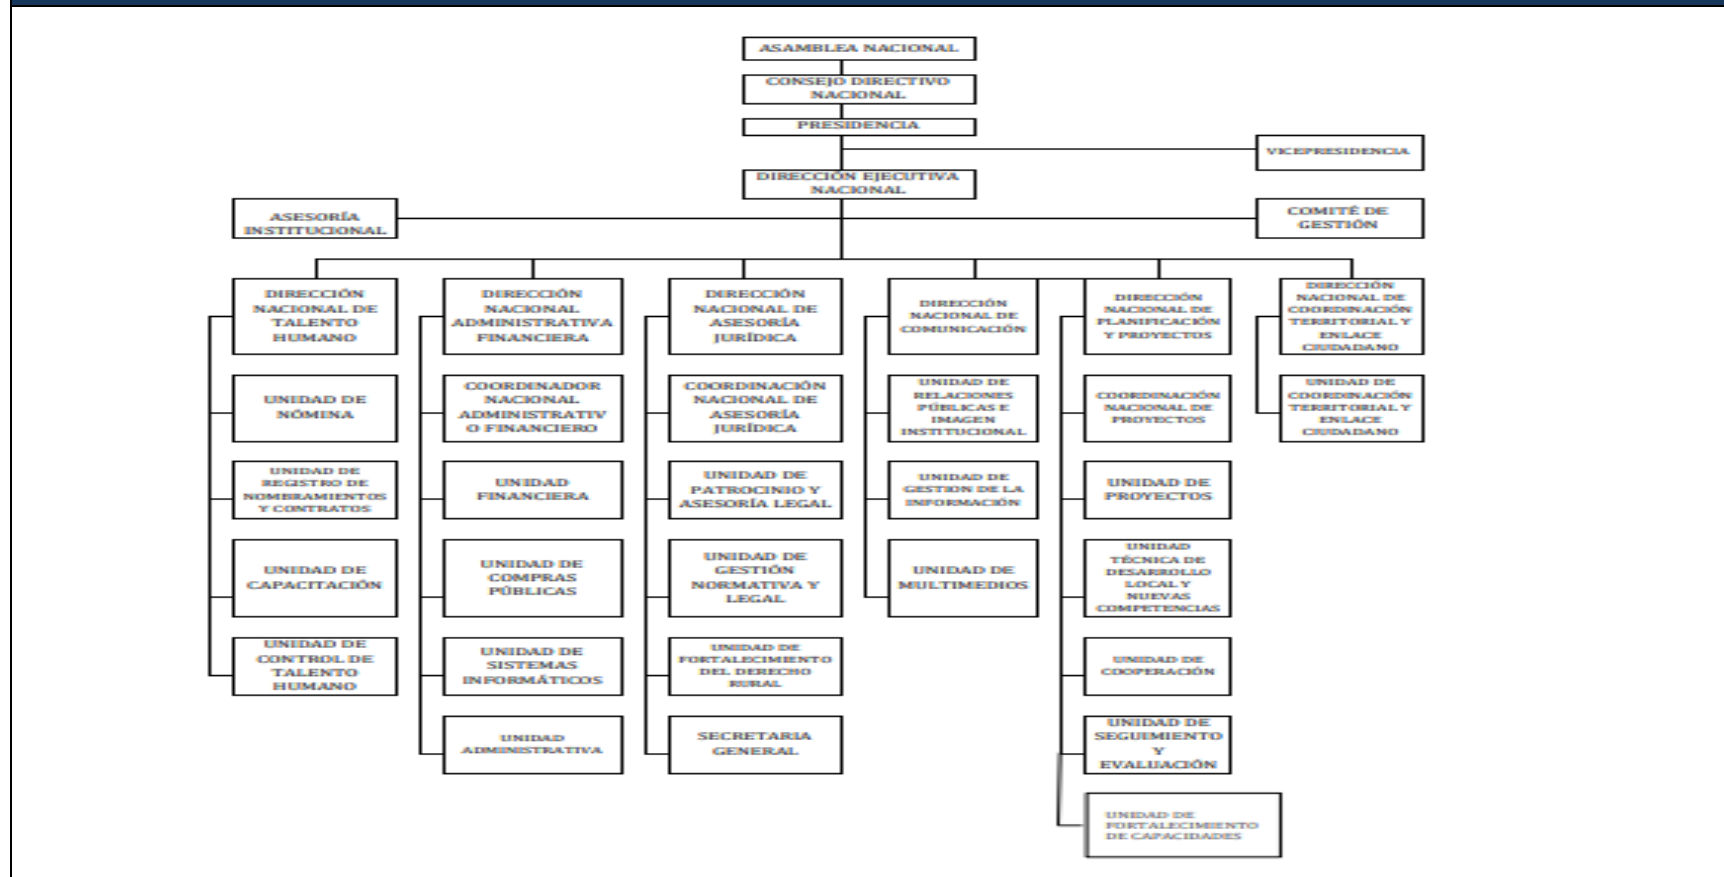 ASAMBLEA NACIONAL
CONSEJO DIRECTIVO
NACIONAL
PRESIDENCIA
VICEPRESIDENCIA
DIRECCIÓN EJECUTIVA
NACIONAL
ASESORÍA
INSTITUCIONAL
COMITÉ DE
GESTIÓN
DIRECCIÓN
NACIONAL DE
TALENTO
HUMANO
UNIDAD DE
NÓMINA
UNIDAD DE
REGISTRO DE
NOMBRAMIENTOS
Y CONTRATOS
UNIDAD DE
CAPACITACIÓN
UNIDAD DE
CONTROL DE
TALENTO
HUMANO
DIRECCIÓN
NACIONAL
ADMINISTRATIVA
FINANCIERA
COORDINADOR
NACIONAL
ADMINISTRATIV
O FINANCIERO
UNIDAD
FINANCIERA
UNIDAD DE
COMPRAS
PÚBLICAS
UNIDAD DE
SISTEMAS
INFORMÁTICOS
UNIDAD
ADMINISTRATIVA
DIRECCIÓN
NACIONAL DE
ASESORÍA
JURÍDICA
COORDINACIÓN
NACIONAL DE
ASESORÍA
JURÍDICA
UNIDAD DE
PATROCINIO Y
ASESORÍA LEGAL
UNIDAD DE
GESTIÓN
NORMATIVA Y
LEGAL
UNIDAD DE
FORTALECIMIENTO
DEL DERECHO
RURAL
SECRETARIA
GENERAL
DIRECCIÓN
NACIONAL DE
COMUNICACIÓN
UNIDAD DE
RELACIONES
PÚBLICAS E
IMAGEN
INSTITUCIONAL
UNIDAD DE
GESTION DE LA
INFORMACIÓN
UNIDAD DE
MULTIMEDIOS
DIRECCIÓN
NACIONAL DE
PLANIFICACIÓN
Y PROYECTOS
COORDINACIÓN
NACIONAL DE
PROYECTOS
UNIDAD DE
PROYECTOS
UNIDAD
TÉCNICA DE
DESARROLLO
LOCAL Y
NUEVAS
COMPETENCIAS
UNIDAD DE
COOPERACIÓN
UNIDAD DE
SEGUIMIENTO
Y
EVALUACIÓN
UNIDAD DE
FORTALECIMIENTO
DE CAPACIDADES
DIRECCIÓN
NACIONAL DE
COORDINACIÓN
TERRITORIAL Y
ENLACE
CIUDADANO
UNIDAD DE
COORDINACIÓN
TERRITORIAL Y
ENLACE
CIUDADANO